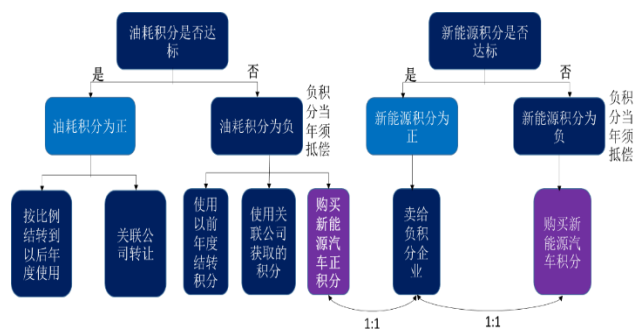 油耗积分是否达
标
新能源积分是否
达标
是
否
是
否
油耗积分为正
油耗积分为负
负积
分当
年须
抵偿
新能源积分为
正
新能源积分为
负
负积
分当
年须
抵偿
按比例
结转到
以后年
度使用
关联公
司转让
使用
以前
年度
结转
积分
使用关
联公司
获取的
积分
购买
新能
源汽
车正
积分
卖给
负积
分企
业
购买新
能源汽
车积分
1:1
1:1